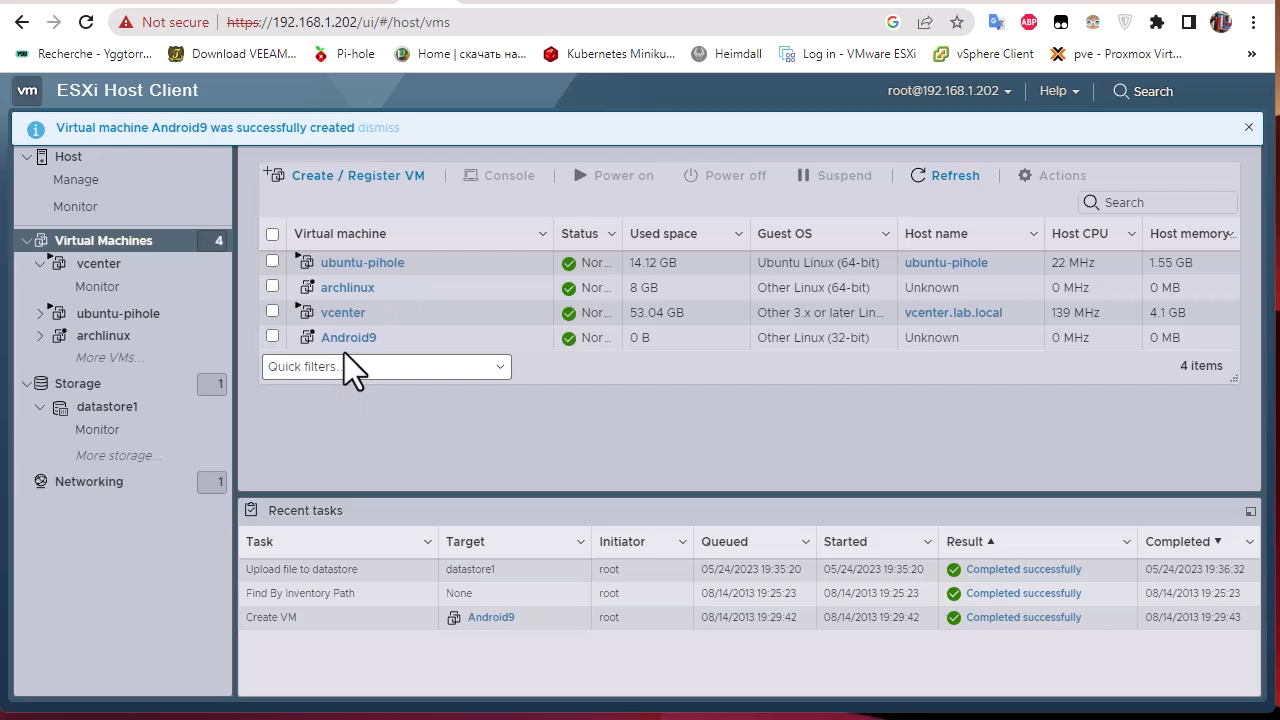 Not secure https://192.168.1.202/ui/#/host/vms
Recherche - Yggtorr... Download VEEAM... Pi-hole Home | скачать на... Kubernetes Miniku... Heimdall Log in - VMware ESXi vSphere Client pve - Proxmox Virt... »
vm ESXi Host Client root@192.168.1.202 Help Search
Virtual machine Android9 was successfully created dismiss
Host
Manage
Monitor
Virtual Machines 4
vcenter
Monitor
ubuntu-pihole
archlinux
More VMs...
Storage 1
datastore1
Monitor
More storage...
Networking 1
Create / Register VM Console Power on Power off Suspend Refresh Actions
Search
Virtual machine Status Used space Guest OS Host name Host CPU Host memory
ubuntu-pihole Nor... 14.12 GB Ubuntu Linux (64-bit) ubuntu-pihole 22 MHz 1.55 GB
archlinux Nor... 8 GB Other Linux (64-bit) Unknown 0 MHz 0 MB
vcenter Nor... 53.04 GB Other 3.x or later Lin... vcenter.lab.local 139 MHz 4.1 GB
Android9 Nor... 0 B Other Linux (32-bit) Unknown 0 MHz 0 MB
Quick filters... 4 items
Recent tasks
Task Target Initiator Queued Started Result Completed
Upload file to datastore datastore1 root 05/24/2023 19:35:20 05/24/2023 19:35:20 Completed successfully 05/24/2023 19:36:32
Find By Inventory Path None root 08/14/2013 19:25:23 08/14/2013 19:25:23 Completed successfully 08/14/2013 19:25:23
Create VM Android9 root 08/14/2013 19:29:42 08/14/2013 19:29:42 Completed successfully 08/14/2013 19:29:43